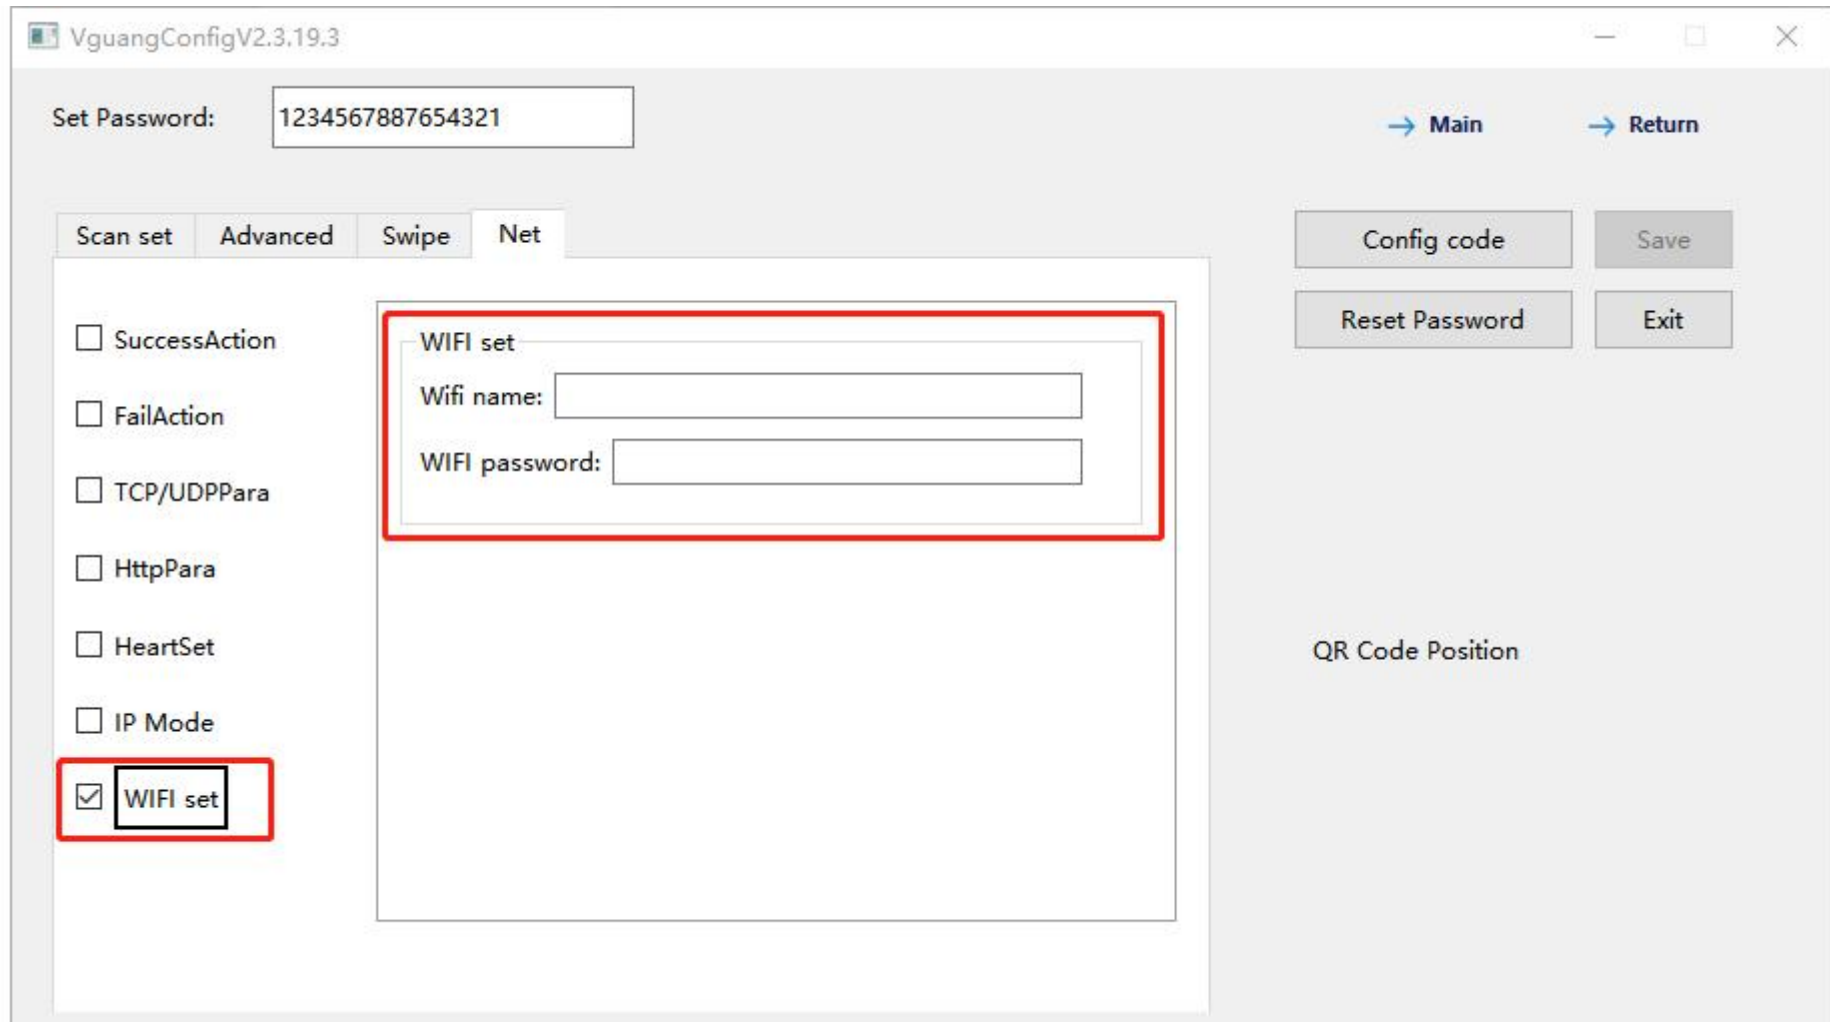 VguangConfigV2.3.19.3
Set Password: 1234567887654321
→ Main → Return
Scan set Advanced Swipe Net
Config code Save
Reset Password Exit
SuccessAction
FailAction
TCP/UDPPara
HttpPara
HeartSet
IP Mode
WIFI set
WIFI set
Wifi name:
WIFI password:
QR Code Position